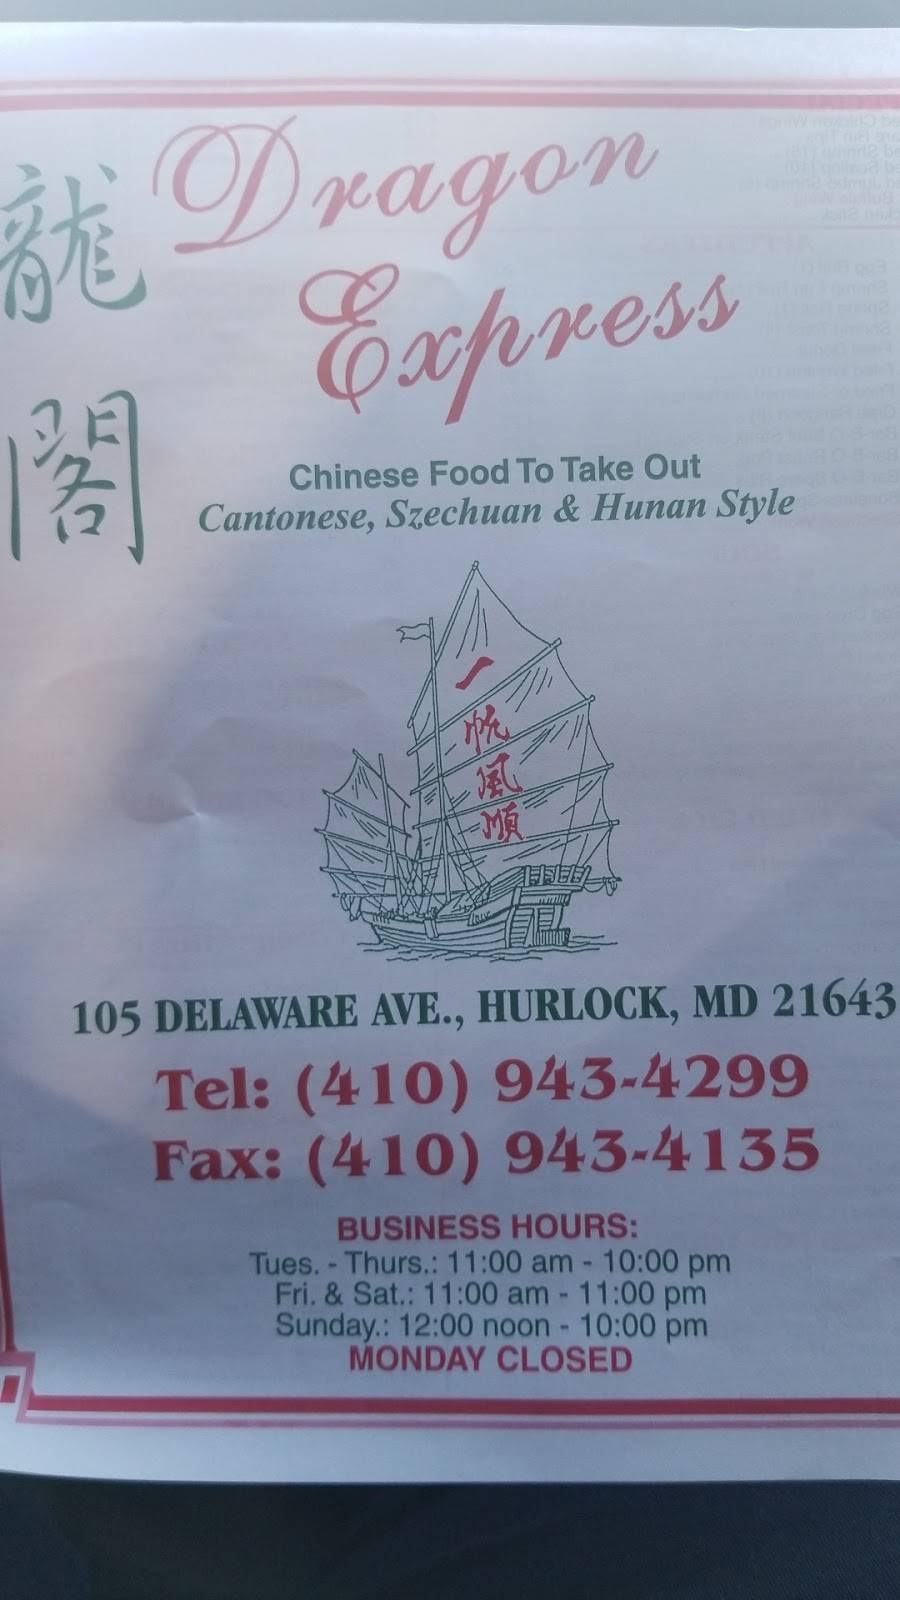 龍閣
Dragon
Express
Chinese Food To Take Out
Cantonese, Szechuan & Hunan Style
一帆風順
105 DELAWARE AVE., HURLOCK, MD 21643
Tel: (410) 943-4299
Fax: (410) 943-4135
BUSINESS HOURS:
Tues. - Thurs.: 11:00 am - 10:00 pm
Fri. & Sat.: 11:00 am - 11:00 pm
Sunday.: 12:00 noon - 10:00 pm
MONDAY CLOSED